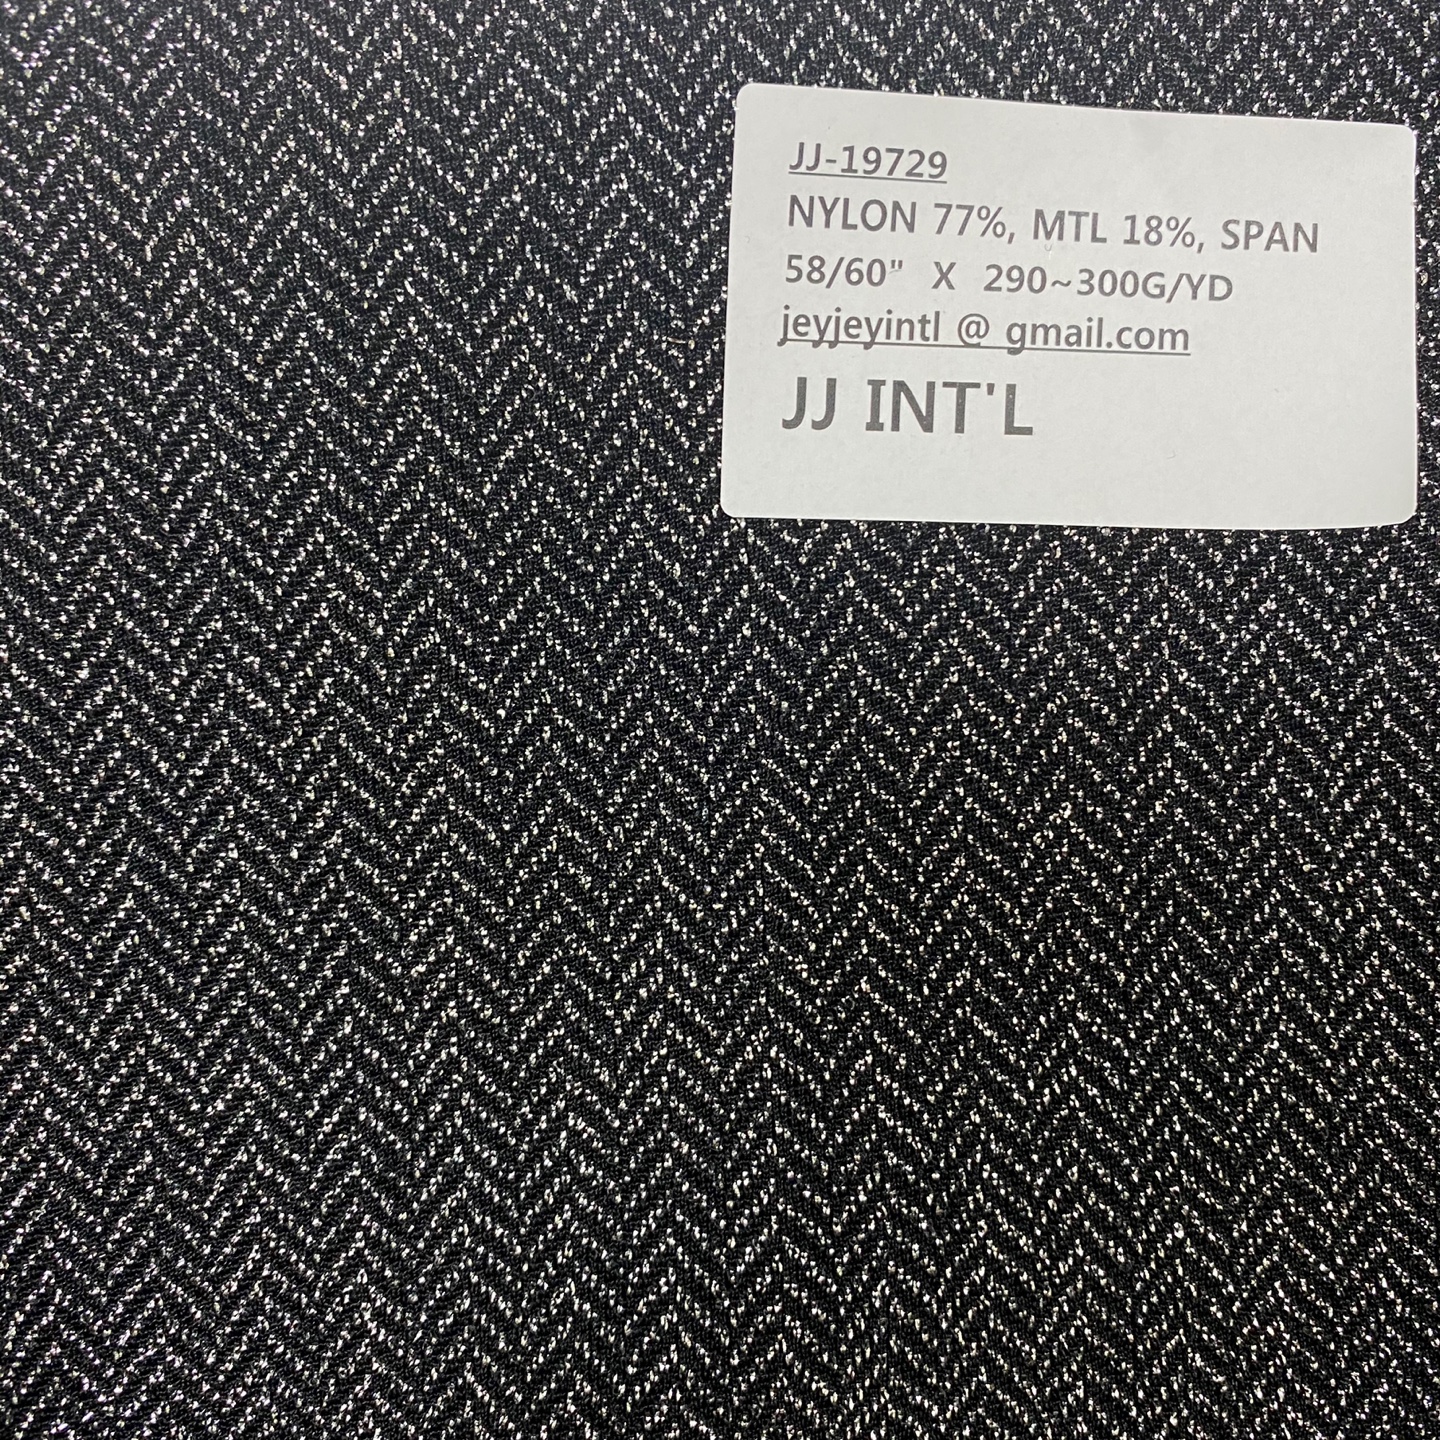 JJ-19729
NYLON 77%, MTL 18%, SPAN
58/60" X 290~300G/YD
jeyjeyintl @ gmail.com
JJ INT'L